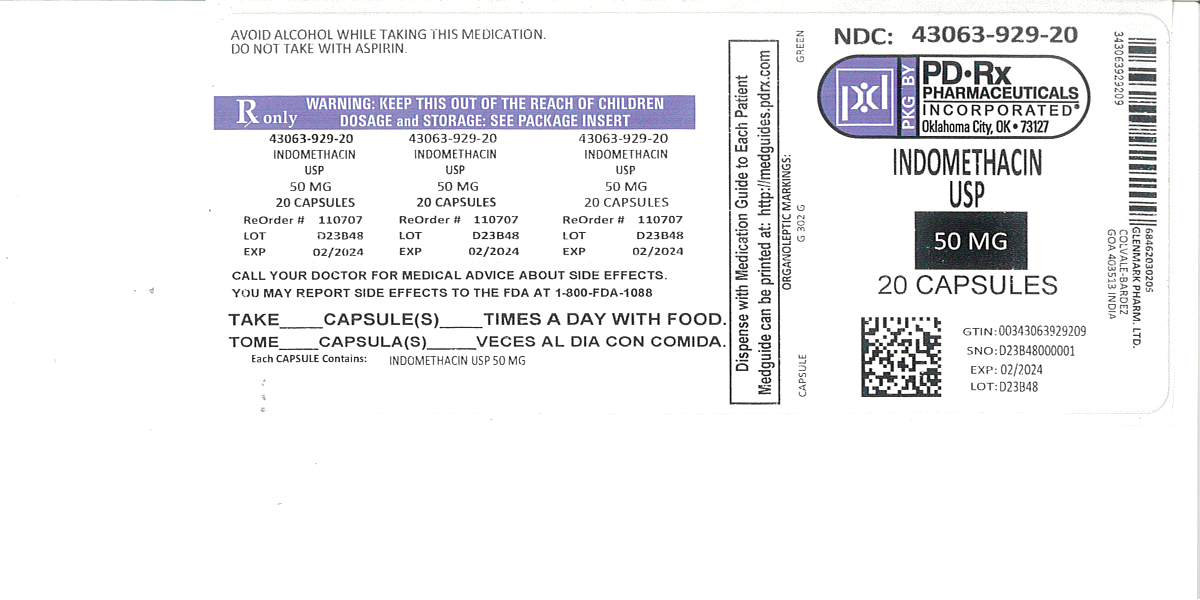 AVOID ALCOHOL WHILE TAKING THIS MEDICATION.
DO NOT TAKE WITH ASPIRIN.
Rx only
WARNING: KEEP THIS OUT OF THE REACH OF CHILDREN
DOSAGE and STORAGE: SEE PACKAGE INSERT
43063-929-20 43063-929-20 43063-929-20
INDOMETHACIN INDOMETHACIN INDOMETHACIN
USP USP USP
50 MG 50 MG 50 MG
20 CAPSULES 20 CAPSULES 20 CAPSULES
ReOrder # 110707 ReOrder # 110707 ReOrder # 110707
LOT D23B48 LOT D23B48 LOT D23B48
EXP 02/2024 EXP 02/2024 EXP 02/2024
CALL YOUR DOCTOR FOR MEDICAL ADVICE ABOUT SIDE EFFECTS.
YOU MAY REPORT SIDE EFFECTS TO THE FDA AT 1-800-FDA-1088
TAKE____CAPSULE(S)____TIMES A DAY WITH FOOD.
TOME____CAPSULA(S)_____VECES AL DIA CON COMIDA.
Each CAPSULE Contains: INDOMETHACIN USP 50 MG
Dispense with Medication Guide to Each Patient
Medguide can be printed at: http://medguides.pdrx.com
ORGANOLEPTIC MARKINGS:
CAPSULE G 302 G GREEN
NDC: 43063-929-20
PKG BY
PD·Rx
PHARMACEUTICALS
INCORPORATED®
Oklahoma City, OK • 73127
INDOMETHACIN
USP
50 MG
20 CAPSULES
GTIN: 00343063929209
SNO: D23B48000001
EXP: 02/2024
LOT: D23B48
343063929209
68462030205
GLENMARK PHARM. LTD.
COLVALE-BARDEZ
GOA 403513 INDIA